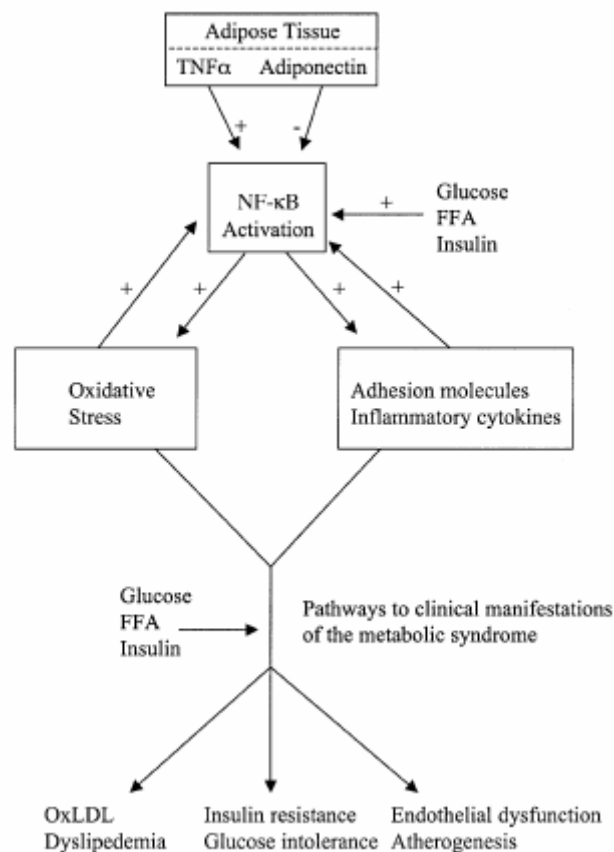 Adipose Tissue
TNFα Adiponectin
+ -
NF-κB
Activation
+
Glucose
FFA
Insulin
+ + + +
Oxidative
Stress
Adhesion molecules
Inflammatory cytokines
Glucose
FFA
Insulin
Pathways to clinical manifestations
of the metabolic syndrome
OxLDL
Dyslipedemia
Insulin resistance
Glucose intolerance
Endothelial dysfunction
Atherogenesis